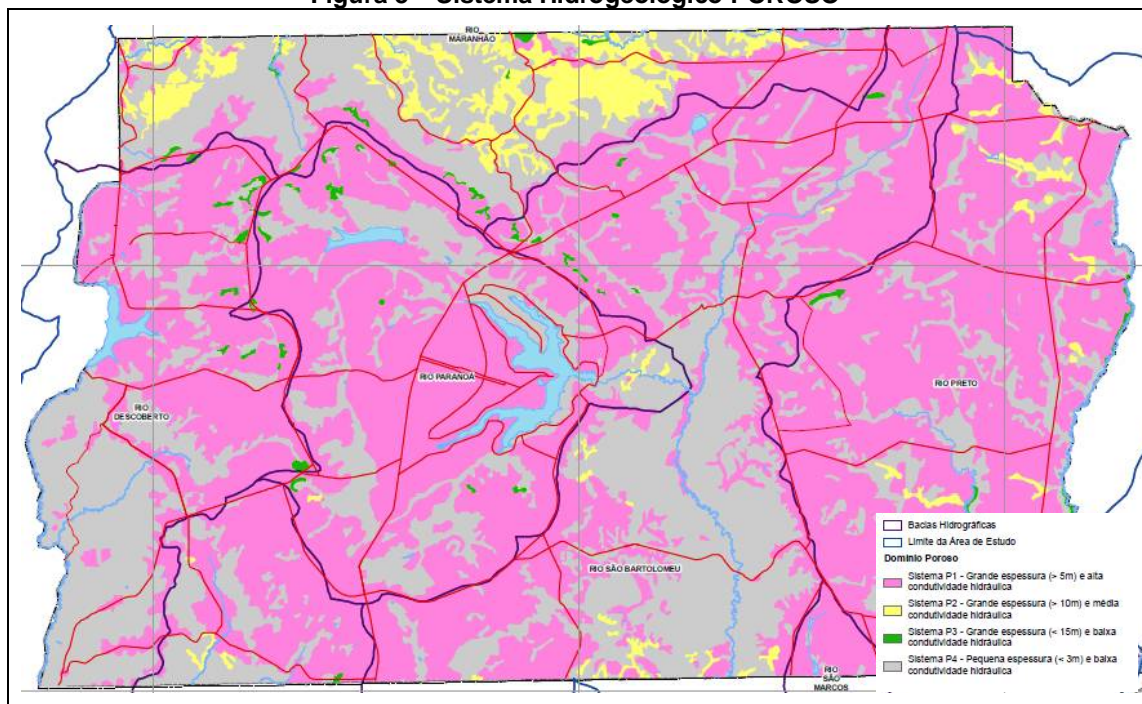 Figura 3 – Sistema Hidrogeológico POROSO
RIO
MARANHÃO
RIO PARANOÁ
RIO PRETO
RIO
DESCOBERTO
RIO SÃO BARTOLOMEU
RIO
SÃO
MARCOS
Bacias Hidrográficas
Limite da Área de Estudo
Domínio Poroso
Sistema P1 - Grande espessura (> 5m) e alta
condutividade hidráulica
Sistema P2 - Grande espessura (> 10m) e média
condutividade hidráulica
Sistema P3 - Grande espessura (< 15m) e baixa
condutividade hidráulica
Sistema P4 - Pequena espessura (< 3m) e baixa
condutividade hidráulica